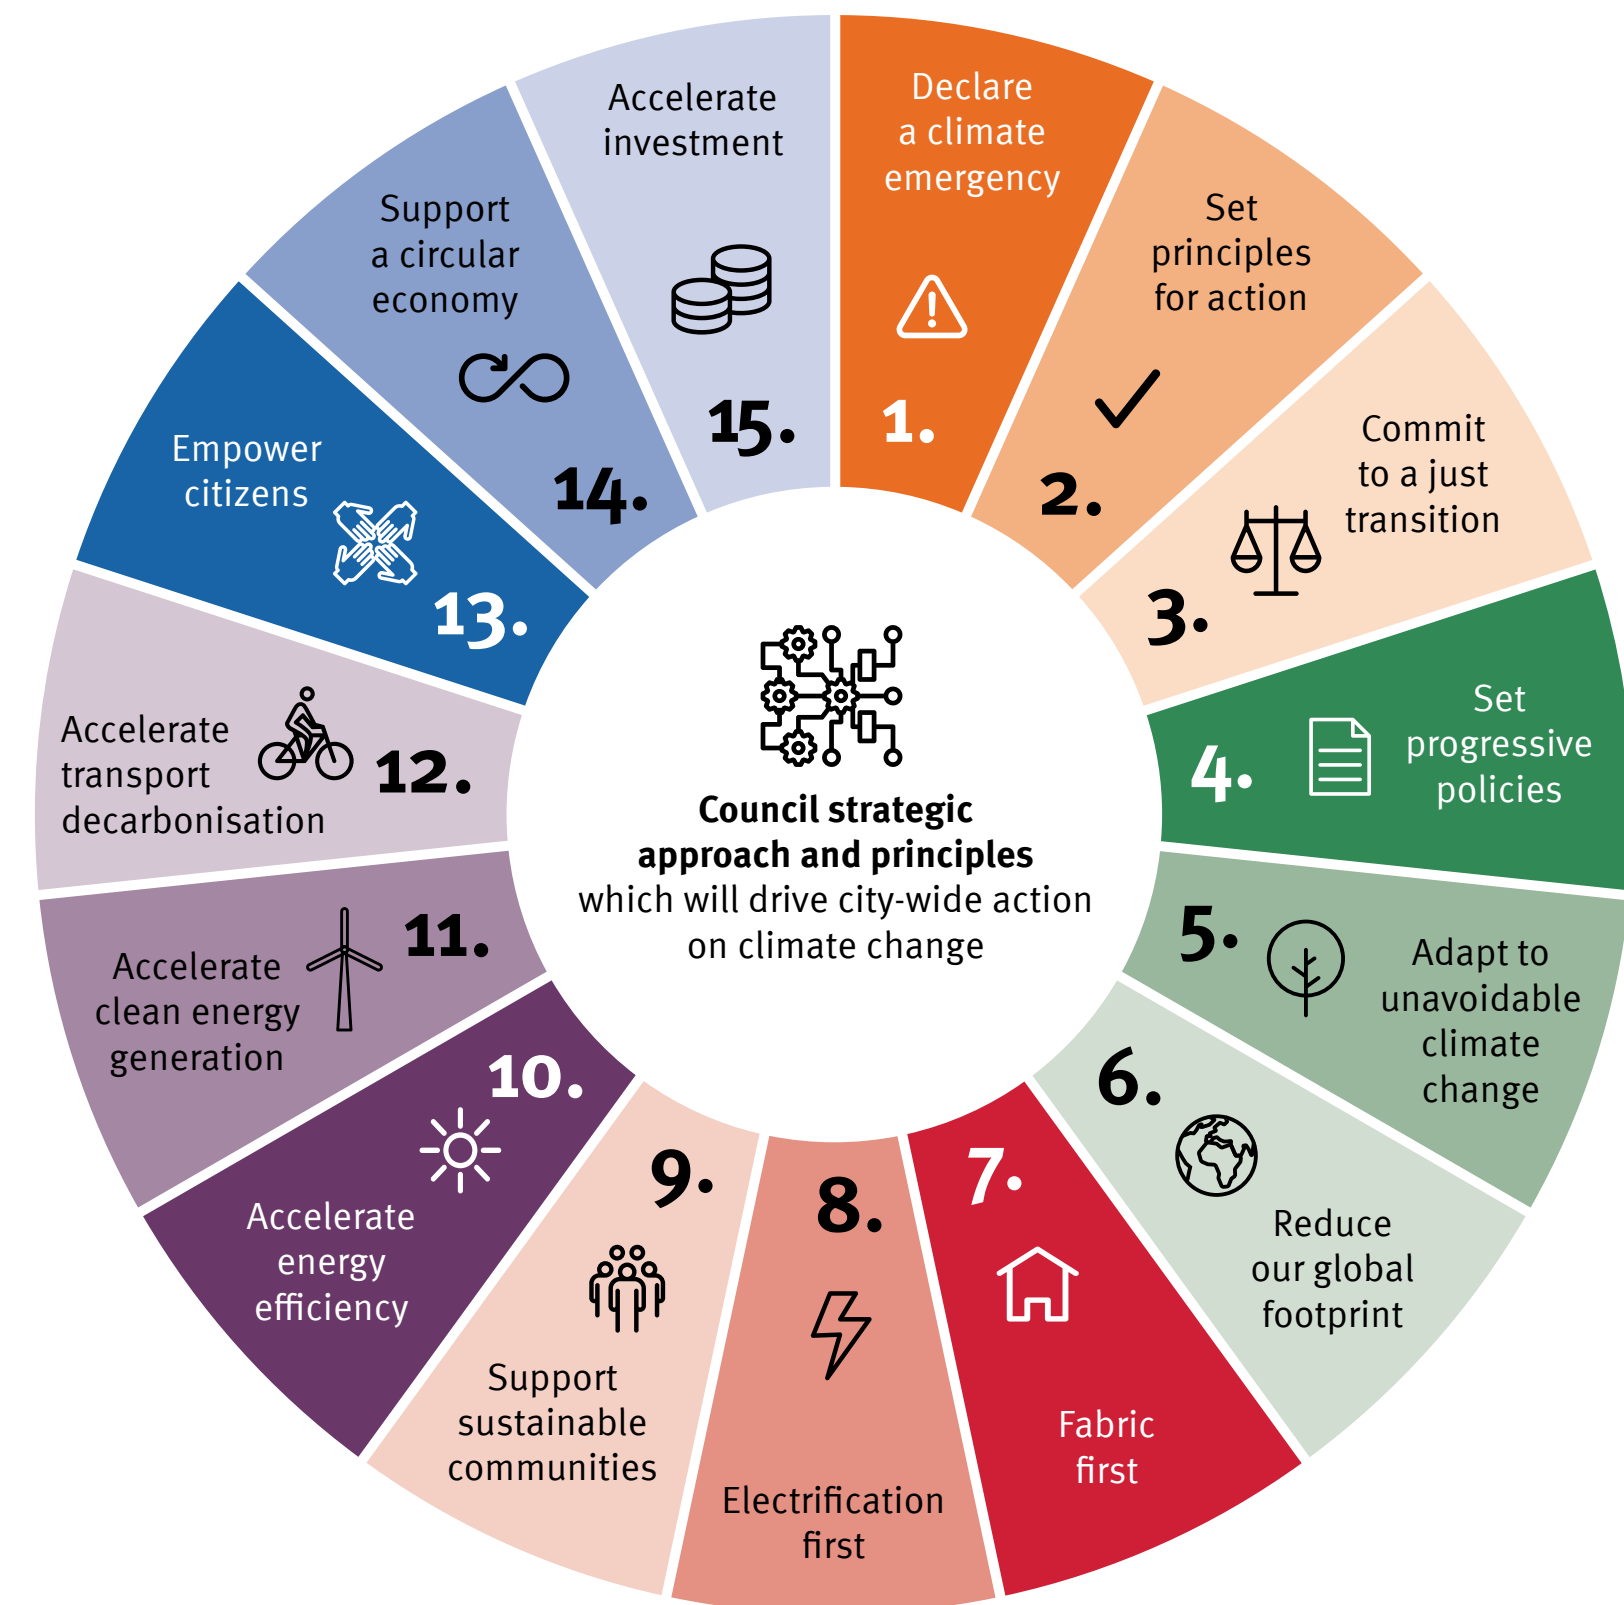 Council strategic
approach and principles
which will drive city-wide action
on climate change
Declare
a climate
emergency
1.
Set
principles
for action
2.
Commit
to a just
transition
3.
Set
progressive
policies
4.
Adapt to
unavoidable
climate
change
5.
Reduce
our global
footprint
6.
Fabric
first
7.
Electrification
first
8.
Support
sustainable
communities
9.
Accelerate
energy
efficiency
10.
Accelerate
clean energy
generation
11.
Accelerate
transport
decarbonisation
12.
Empower
citizens
13.
Support
a circular
economy
14.
Accelerate
investment
15.